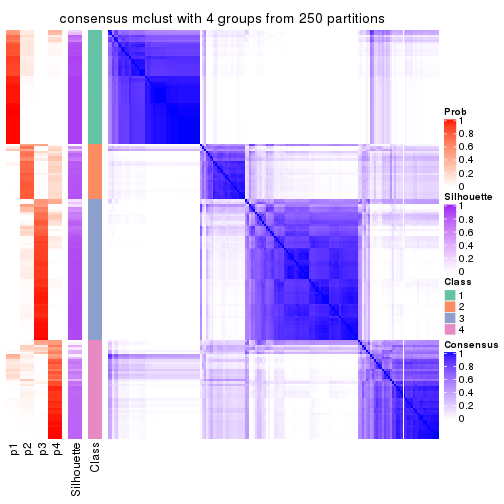 consensus mclust with 4 groups from 250 partitions
Prob
1
0.8
0.6
0.4
0.2
0
Silhouette
1
0.8
0.6
0.4
0.2
0
Class
1
2
3
4
Consensus
1
0.8
0.6
0.4
0.2
0
p1
p2
p3
p4
Silhouette
Class